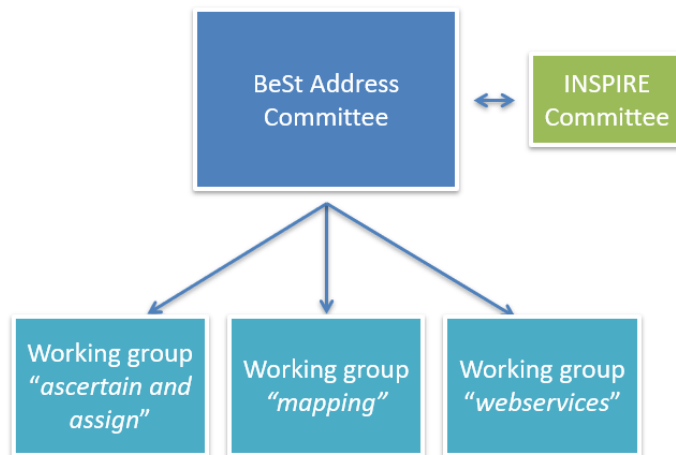 BeSt Address
Committee
INSPIRE
Committee
Working group
“ascertain and
assign”
Working group
“mapping”
Working group
“webservices”